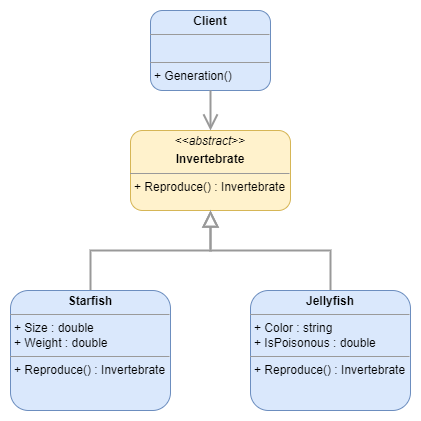 Client
+ Generation()
<<abstract>>
Invertebrate
+ Reproduce() : Invertebrate
Starfish
+ Size : double
+ Weight : double
+ Reproduce() : Invertebrate
Jellyfish
+ Color : string
+ IsPoisonous : double
+ Reproduce() : Invertebrate